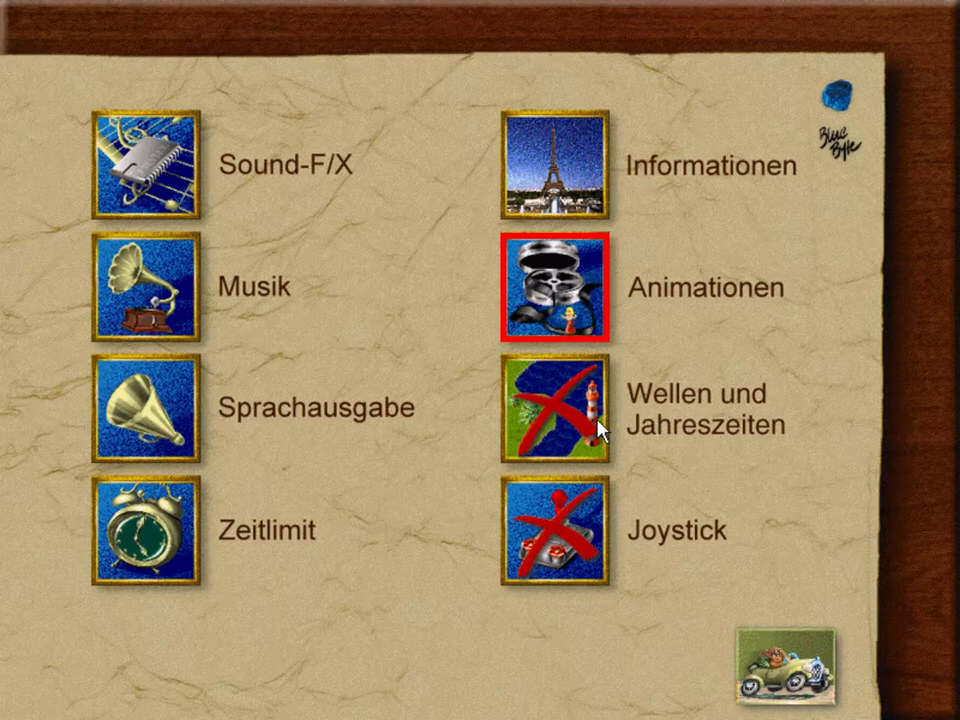 Sound-F/X
Musik
Sprachausgabe
Zeitlimit
Informationen
Animationen
Wellen und
Jahreszeiten
Joystick
Blue
Byte